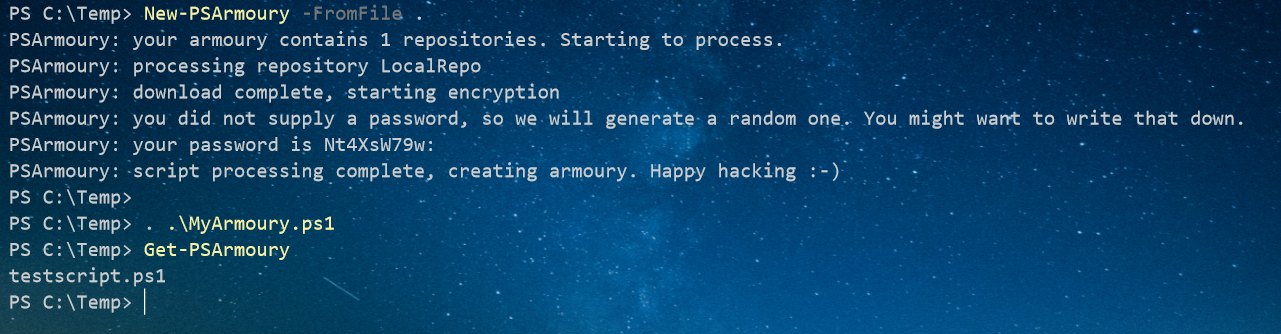 PS C:\Temp> New-PSArmoury -FromFile .
PSArmoury: your armoury contains 1 repositories. Starting to process.
PSArmoury: processing repository LocalRepo
PSArmoury: download complete, starting encryption
PSArmoury: you did not supply a password, so we will generate a random one. You might want to write that down.
PSArmoury: your password is Nt4XsW79w:
PSArmoury: script processing complete, creating armoury. Happy hacking :-)
PS C:\Temp>
PS C:\Temp> . .\MyArmoury.ps1
PS C:\Temp> Get-PSArmoury
testscript.ps1
PS C:\Temp>